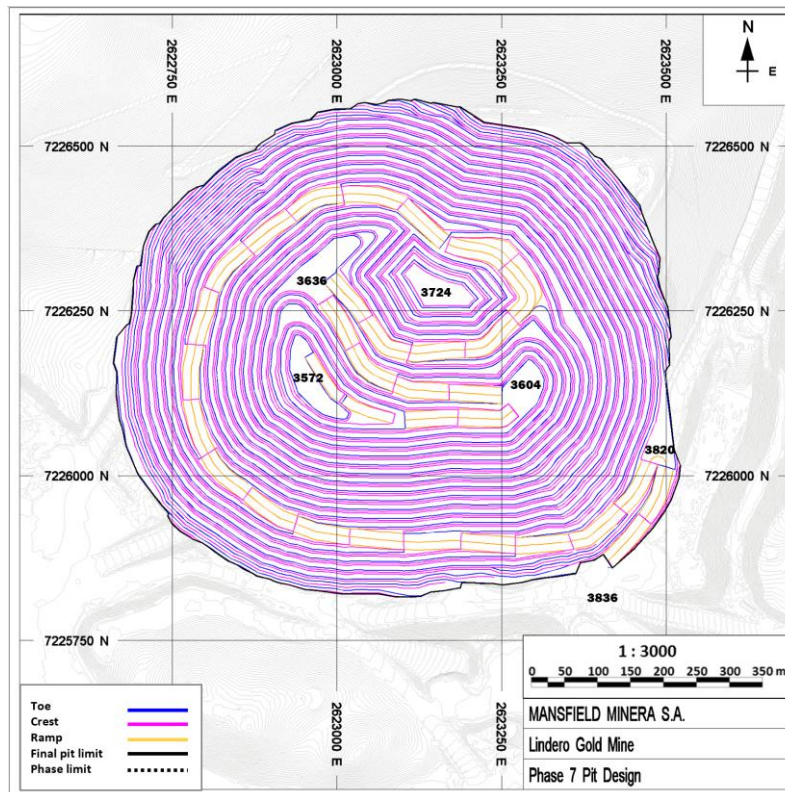 N
E
2622750 E
2623000 E
2623250 E
2623500 E
7226500 N
7226500 N
3636
3724
7226250 N
7226250 N
3572
3604
3820
7226000 N
7226000 N
3836
7225750 N
1 : 3000
0 50 100 150 200 250 300 350 m
Toe
Crest
Ramp
Final pit limit
Phase limit
2623000 E
2623250 E
MANSFIELD MINERA S.A.
Lindero Gold Mine
Phase 7 Pit Design